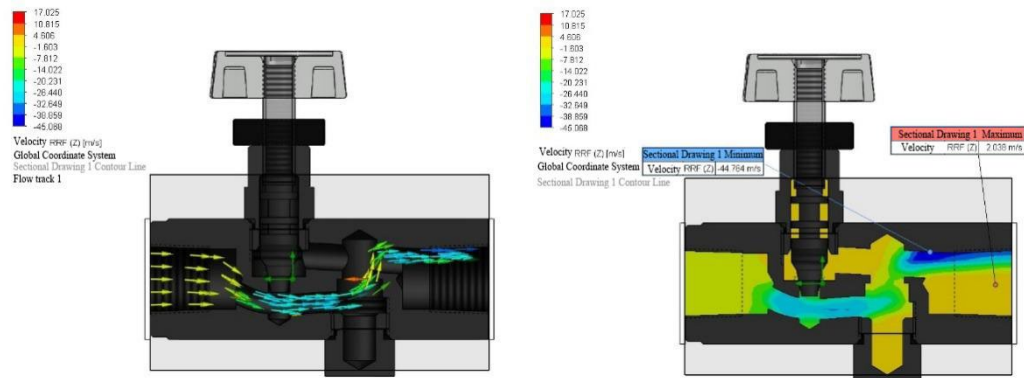 17.025
10.815
4.606
-1.603
-7.812
-14.022
-20.231
-26.440
-32.649
-38.859
-45.068
Velocity RRF (Z) [m/s]
Global Coordinate System
Sectional Drawing 1 Contour Line
Flow track 1
17.025
10.815
4.606
-1.603
-7.812
-14.022
-20.231
-26.440
-32.649
-38.859
-45.068
Velocity RRF (Z) [m/s]
Global Coordinate System
Sectional Drawing 1 Contour Line
Sectional Drawing 1 Minimum
Velocity RRF (Z) -44.764 m/s
Sectional Drawing 1 Maximum
Velocity RRF (Z) 2.038 m/s